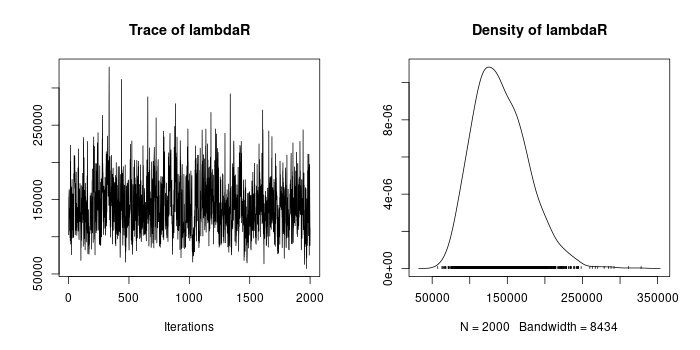 Trace of lambdaR
250000
150000
50000
0
500
1000
1500
2000
Iterations
Density of lambdaR
8e-06
4e-06
0e+00
50000
150000
250000
350000
N = 2000 Bandwidth = 8434